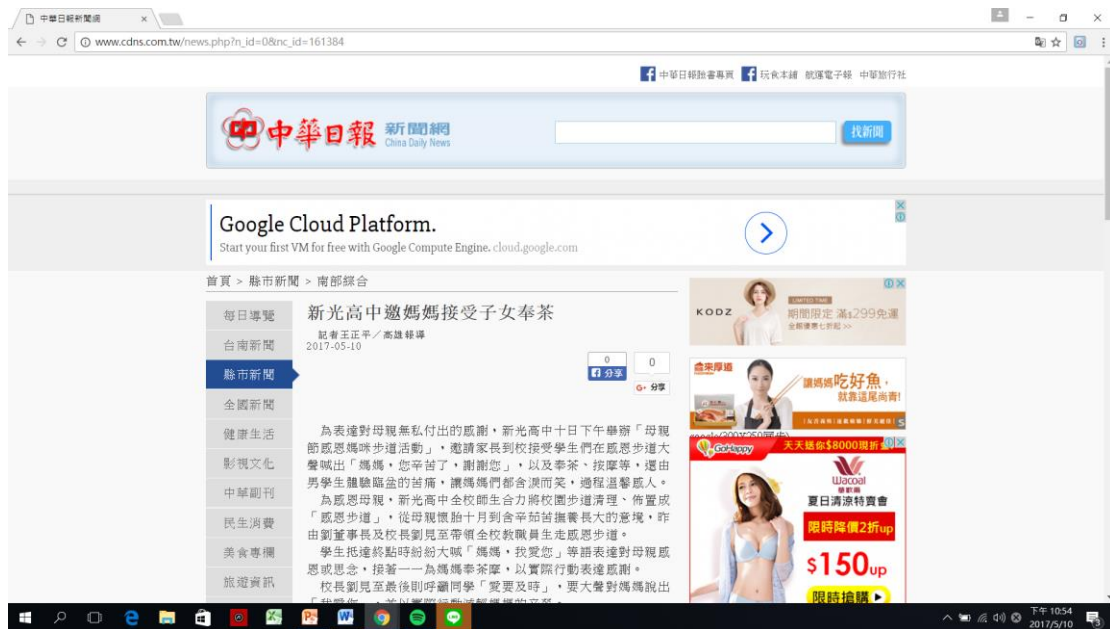 中華日報新聞網
www.cdns.com.tw/news.php?n_id=0&nc_id=161384
中華日報臉書專頁 玩食本鋪 航運電子報 中華旅行社
中 中華日報 新聞網
China Daily News
找新聞
Google Cloud Platform.
Start your first VM for free with Google Compute Engine. cloud.google.com
首頁 > 縣市新聞 > 南部綜合
每日導覽
台南新聞
縣市新聞
全國新聞
健康生活
影視文化
中華副刊
民生消費
美食專欄
旅遊資訊
新光高中邀媽媽接受子女奉茶
記者王正平／高雄報導
2017-05-10
0
分享
0
G+ 分享
為表達對母親無私付出的感謝，新光高中十日下午舉辦「母親
節感恩媽咪步道活動」，邀請家長到校接受學生們在感恩步道大
聲喊出「媽媽，您辛苦了，謝謝您」，以及奉茶、按摩等，還由
男學生體驗臨盆的苦痛，讓媽媽們都含淚而笑，過程溫馨感人。
為感恩母親，新光高中全校師生合力將校園步道清理、佈置成
「感恩步道」，從母親懷胎十月到含辛茹苦撫養長大的意境，昨
由劉董事長及校長劉見至帶領全校教職員生走感恩步道。
學生抵達終點時紛紛大喊「媽媽，我愛您」等語表達對母親感
恩或思念，接著一一為媽媽奉茶摩，以實際行動表達感謝。
校長劉見至最後則呼籲同學「愛要及時」，要大聲對媽媽說出
KODZ
LIMITED TIME
期間限定 滿$1299免運
全館優惠七折起 >>
鑫來厚道
讓媽媽吃好魚，
就靠這尾尚青!
GoHappy
天天送你$8000現折金
Wacoal
華歌爾
夏日清涼特賣會
限時降價2折up
$150up
限時搶購
下午 10:54
2017/5/10